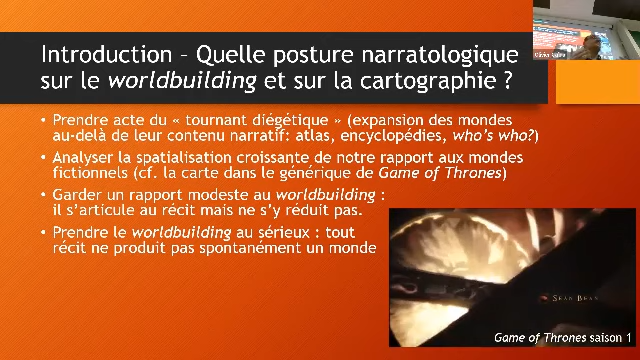 Introduction – Quelle posture narratologique
sur le worldbuilding et sur la cartographie ?
• Prendre acte du « tournant diégétique » (expansion des mondes
au-delà de leur contenu narratif: atlas, encyclopédies, who’s who?)
• Analyser la spatialisation croissante de notre rapport aux mondes
fictionnels (cf. la carte dans le générique de Game of Thrones)
• Garder un rapport modeste au worldbuilding :
il s’articule au récit mais ne s’y réduit pas.
• Prendre le worldbuilding au sérieux : tout
récit ne produit pas spontanément un monde
SEAN BEAN
Game of Thrones saison 1